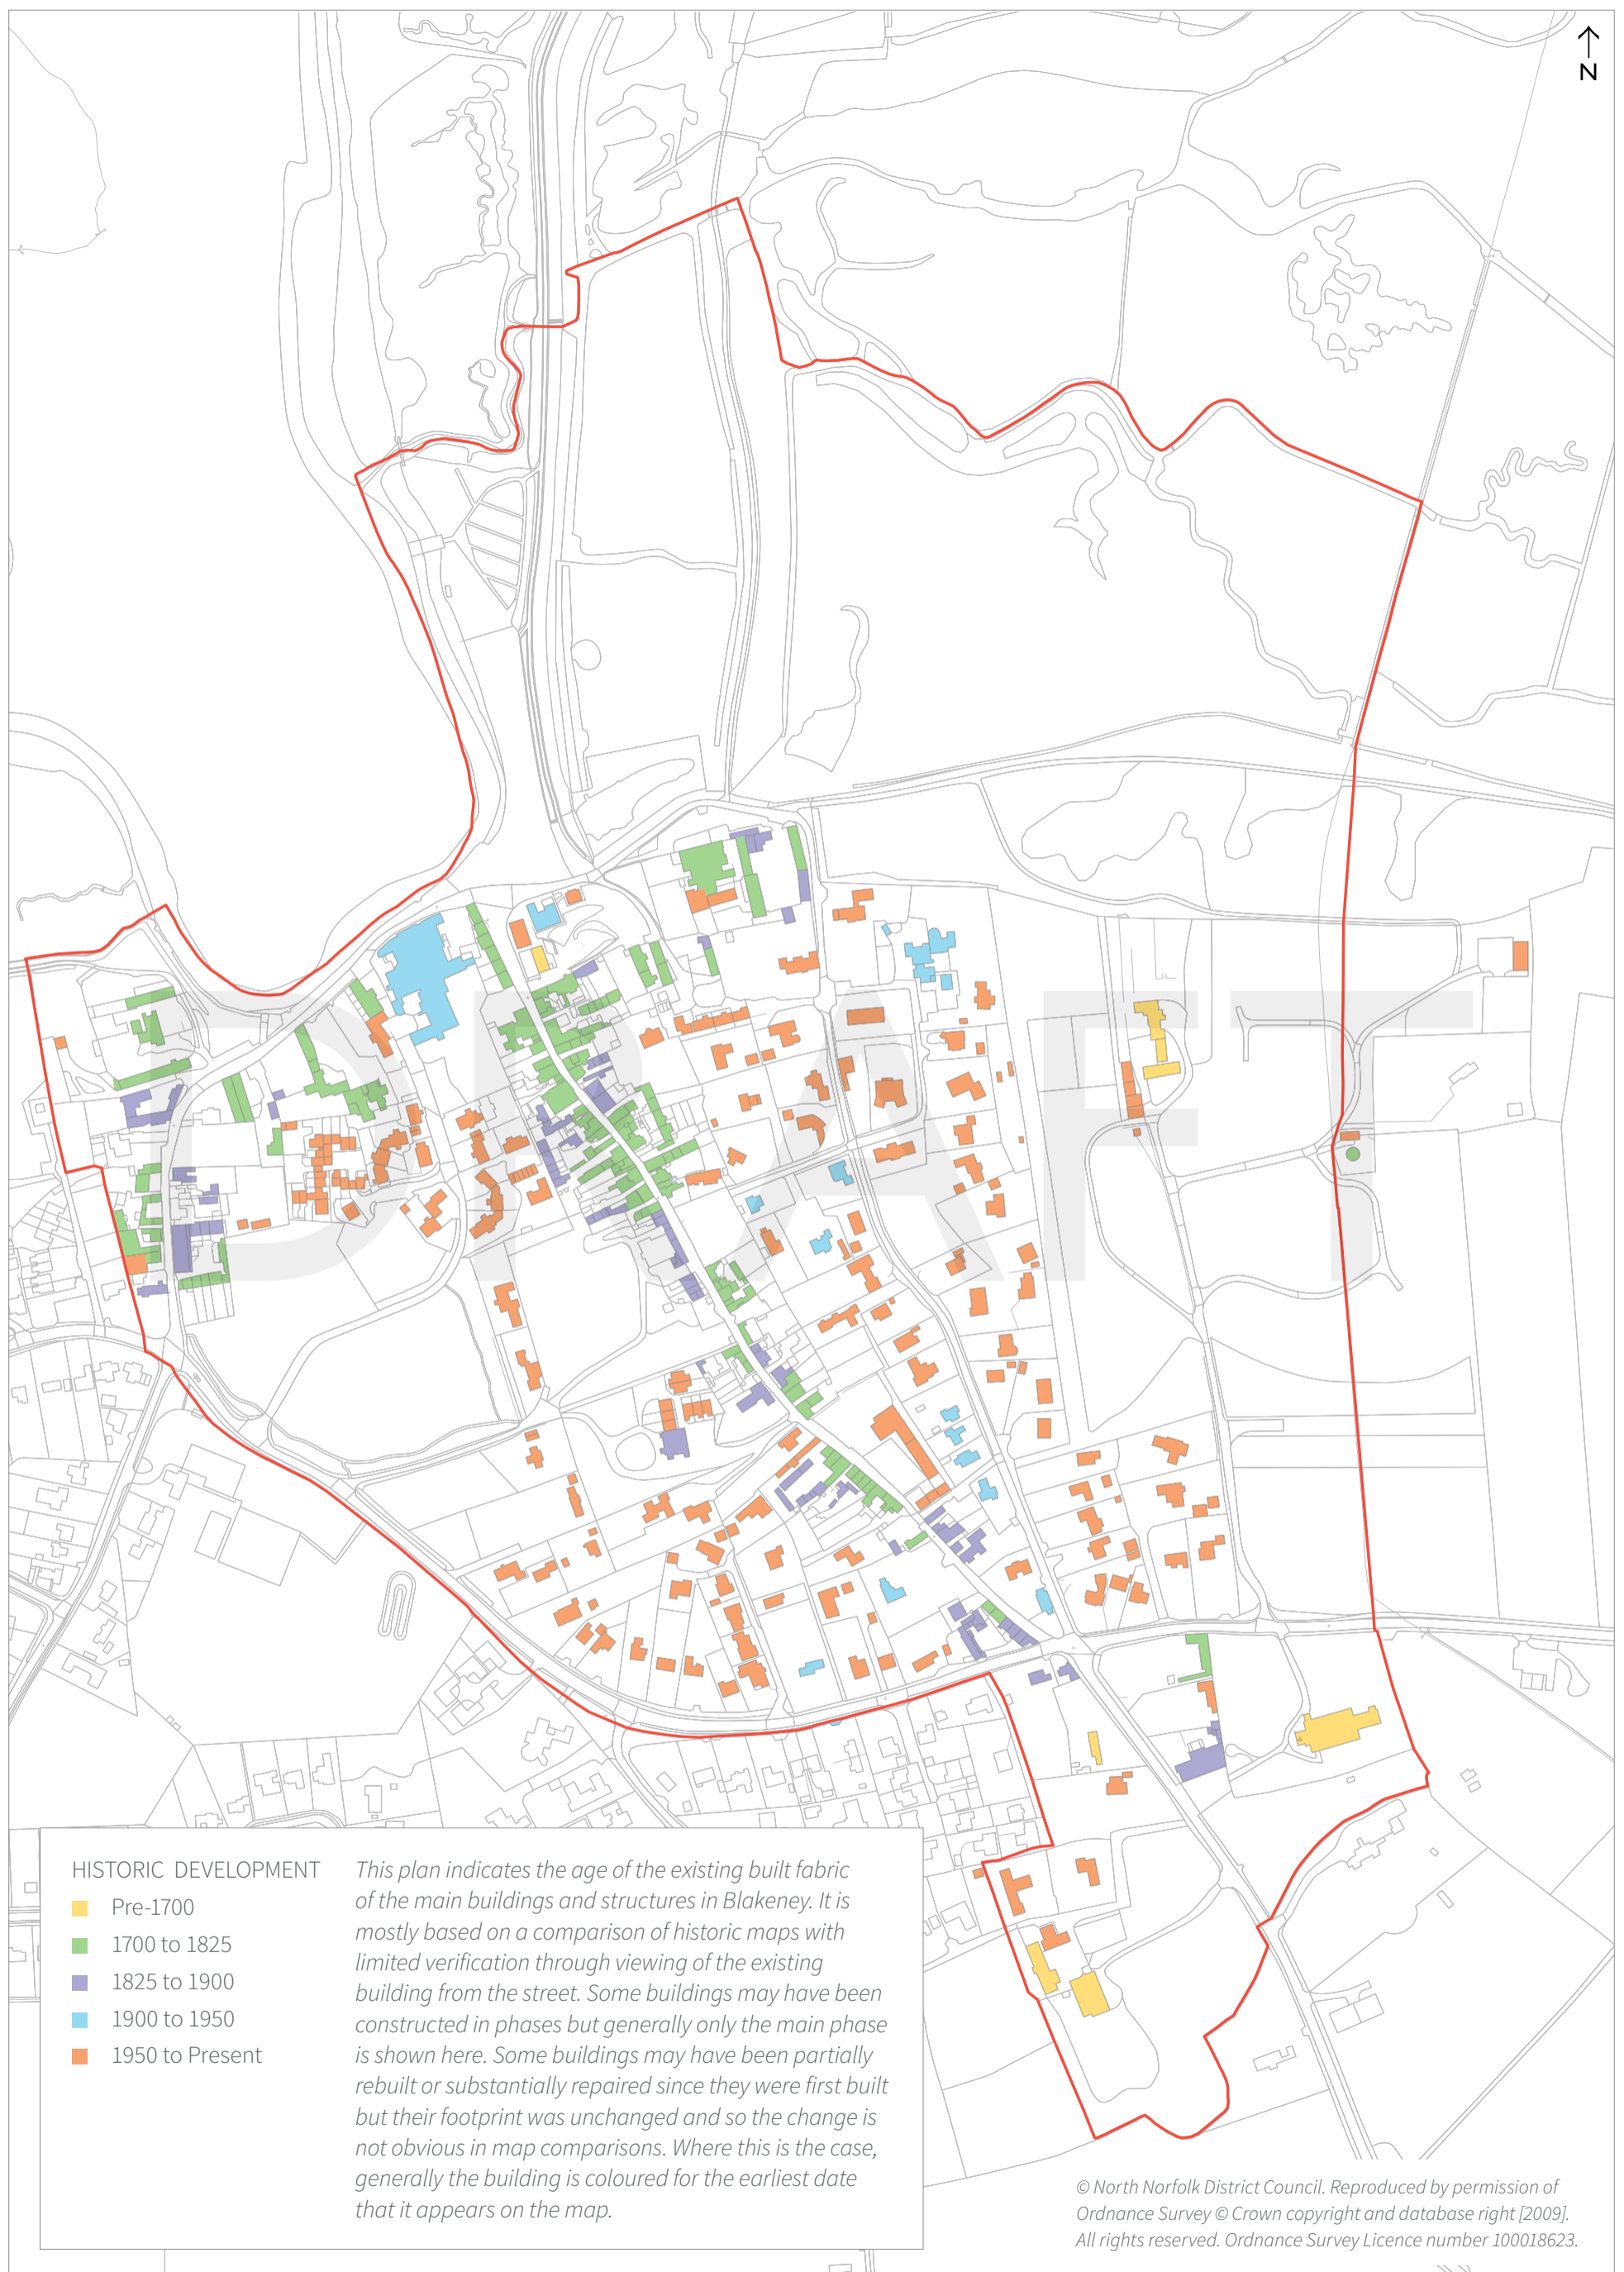 N
DRAFT
HISTORIC DEVELOPMENT
Pre-1700
1700 to 1825
1825 to 1900
1900 to 1950
1950 to Present
This plan indicates the age of the existing built fabric
of the main buildings and structures in Blakeney. It is
mostly based on a comparison of historic maps with
limited verification through viewing of the existing
building from the street. Some buildings may have been
constructed in phases but generally only the main phase
is shown here. Some buildings may have been partially
rebuilt or substantially repaired since they were first built
but their footprint was unchanged and so the change is
not obvious in map comparisons. Where this is the case,
generally the building is coloured for the earliest date
that it appears on the map.
© North Norfolk District Council. Reproduced by permission of
Ordnance Survey © Crown copyright and database right [2009].
All rights reserved. Ordnance Survey Licence number 100018623.